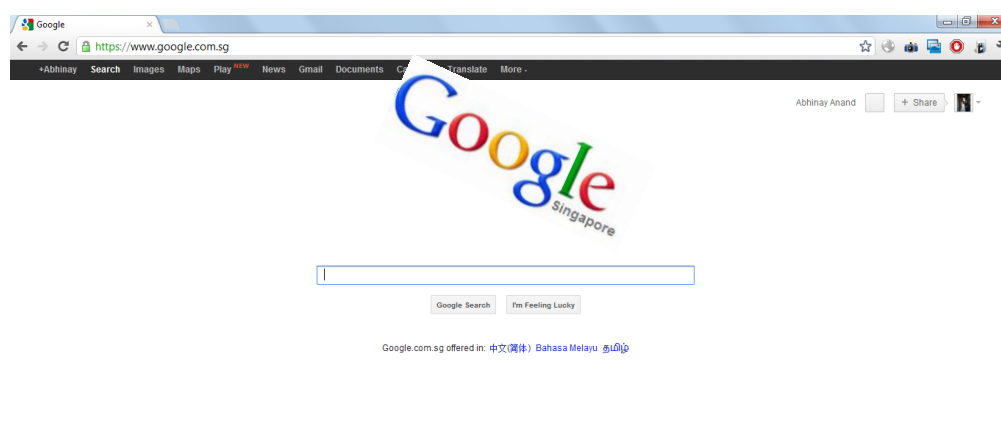 Google
https://www.google.com.sg
+Abhinay Search Images Maps Play NEW News Gmail Documents Translate More
Abhinay Anand + Share
Google
Singapore
Google Search I'm Feeling Lucky
Google.com.sg offered in: 中文(简体) Bahasa Melayu தமிழ்